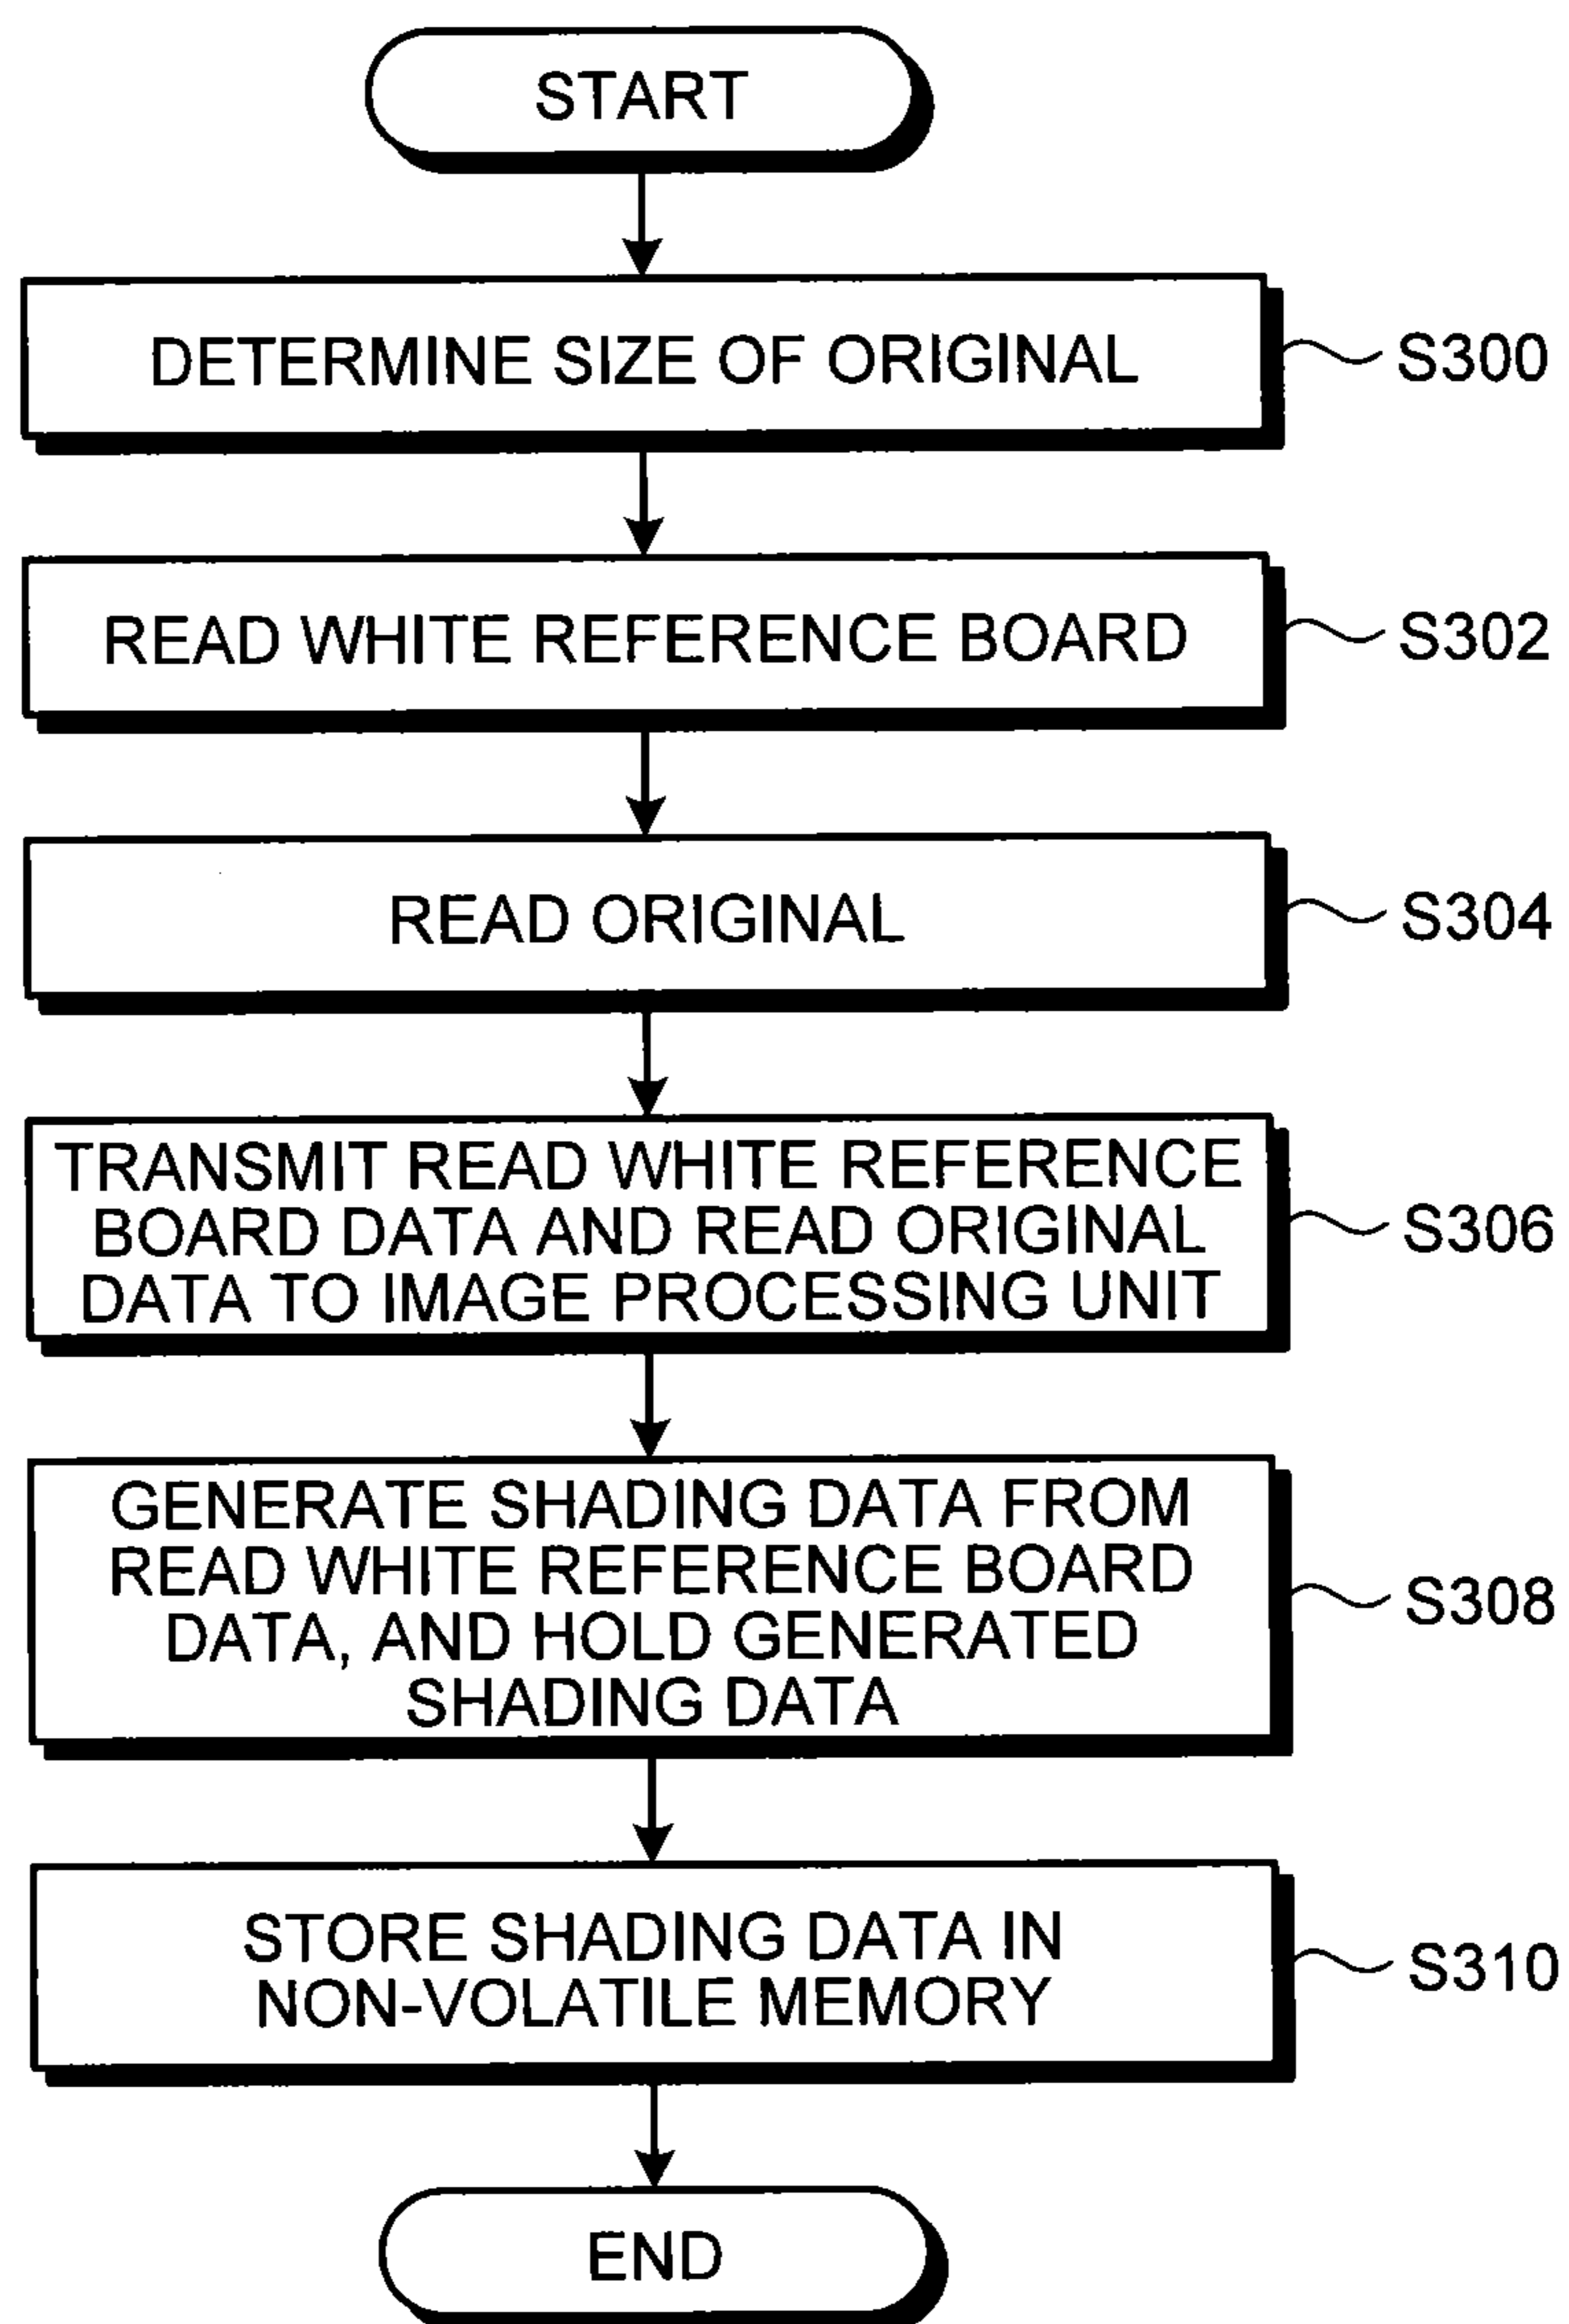 START
DETERMINE SIZE OF ORIGINAL
S300
READ WHITE REFERENCE BOARD
S302
READ ORIGINAL
S304
TRANSMIT READ WHITE REFERENCE
BOARD DATA AND READ ORIGINAL
DATA TO IMAGE PROCESSING UNIT
S306
GENERATE SHADING DATA FROM
READ WHITE REFERENCE BOARD
DATA, AND HOLD GENERATED
SHADING DATA
S308
STORE SHADING DATA IN
NON-VOLATILE MEMORY
S310
END